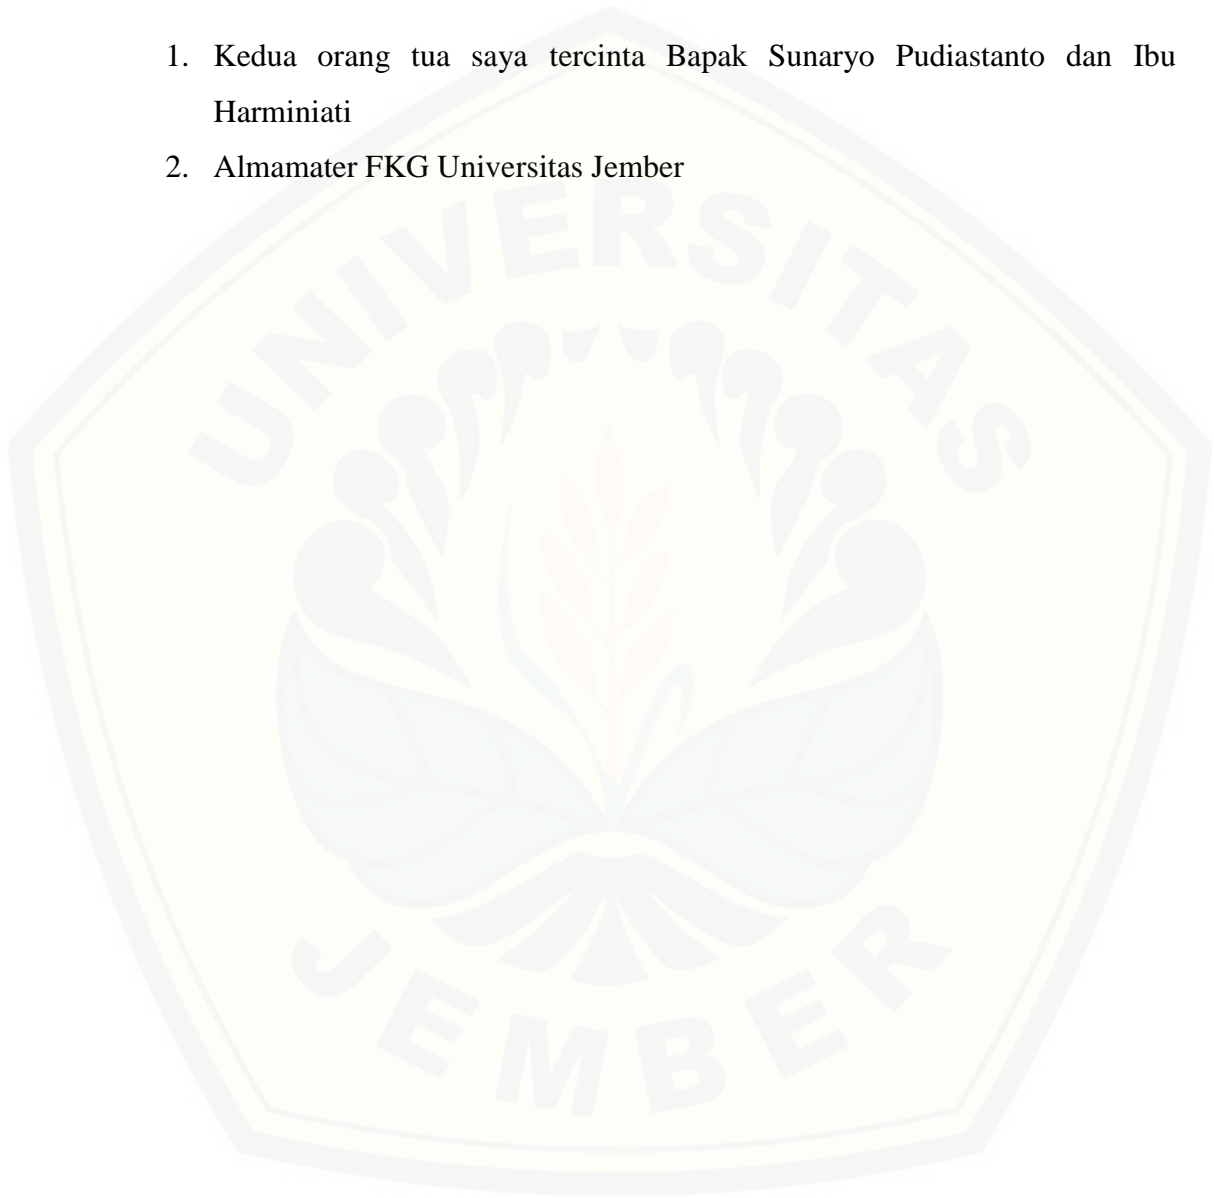 1. Kedua orang tua saya tercinta Bapak Sunaryo Pudiastanto dan Ibu
Harminiati
2. Almamater FKG Universitas Jember
UNIVERSITAS
JEMBER